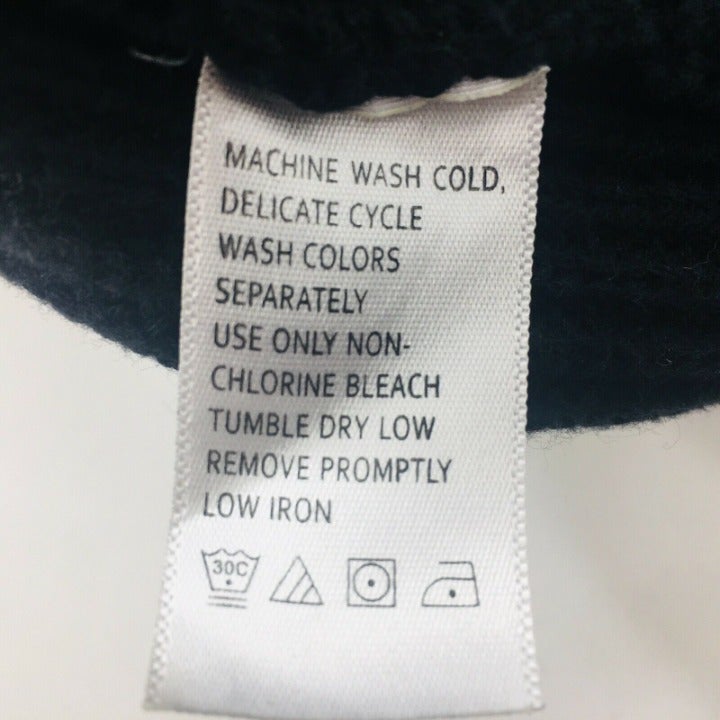 MACHINE WASH COLD,
DELICATE CYCLE
WASH COLORS
SEPARATELY
USE ONLY NON-
CHLORINE BLEACH
TUMBLE DRY LOW
REMOVE PROMPTLY
LOW IRON
30C